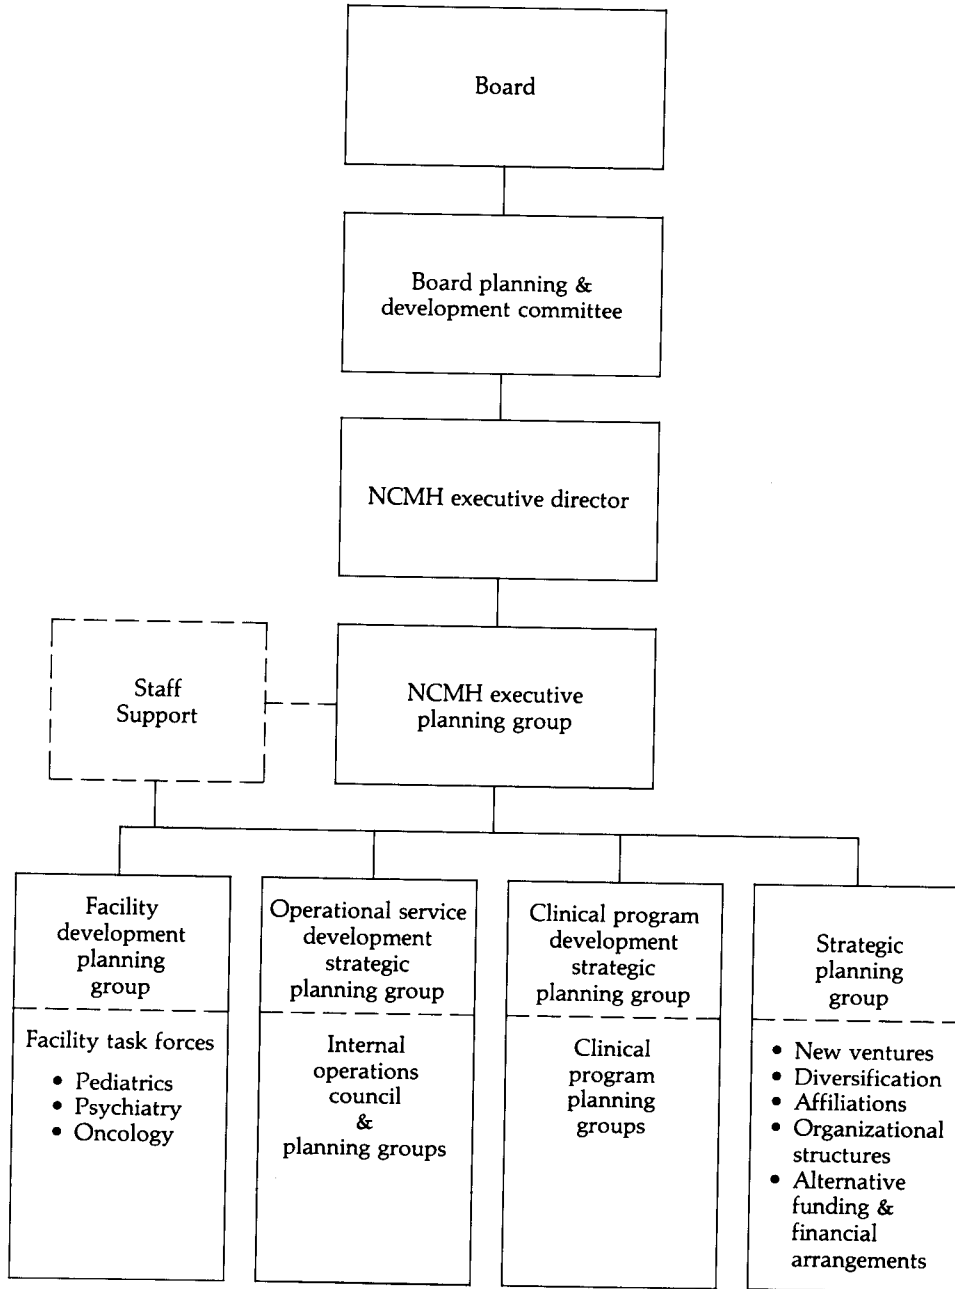 Board
Board planning &
development committee
NCMH executive director
Staff
Support
NCMH executive
planning group
Facility
development
planning
group
Facility task forces
• Pediatrics
• Psychiatry
• Oncology
Operational service
development
strategic
planning group
Internal
operations
council
&
planning groups
Clinical program
development
strategic
planning group
Clinical
program
planning
groups
Strategic
planning
group
• New ventures
• Diversification
• Affiliations
• Organizational
structures
• Alternative
funding &
financial
arrangements